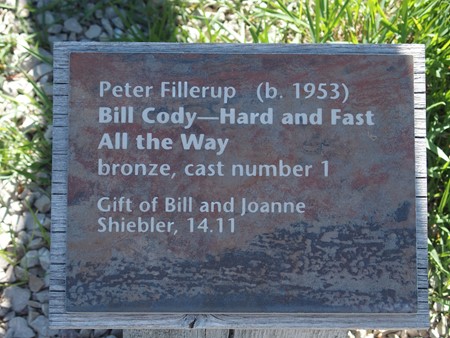 Peter Fillerup (b. 1953)
Bill Cody—Hard and Fast
All the Way
bronze, cast number 1
Gift of Bill and Joanne
Shiebler, 14.11